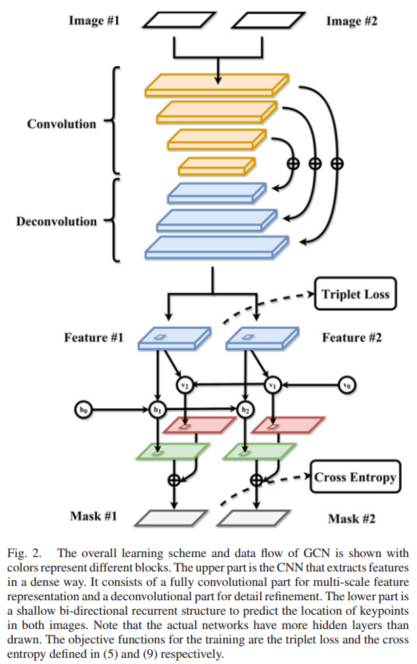 Image #1
Image #2
Convolution
Deconvolution
Triplet Loss
Feature #1
Feature #2
v₂
v₁
v₀
h₀
h₁
h₂
Cross Entropy
Mask #1
Mask #2
Fig. 2. The overall learning scheme and data flow of GCN is shown with
colors represent different blocks. The upper part is the CNN that extracts features
in a dense way. It consists of a fully convolutional part for multi-scale feature
representation and a deconvolutional part for detail refinement. The lower part is
a shallow bi-directional recurrent structure to predict the location of keypoints
in both images. Note that the actual networks have more hidden layers than
drawn. The objective functions for the training are the triplet loss and the cross
entropy defined in (5) and (9) respectively.